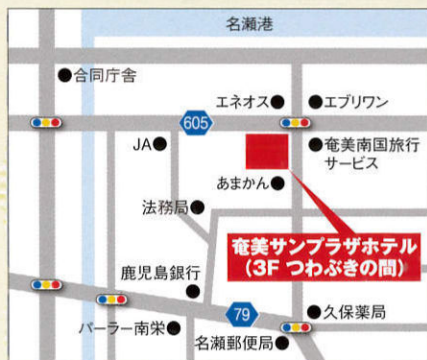 名瀬港
合同庁舎
エネオス
エブリワン
605
JA
奄美南国旅行
サービス
あまかん
法務局
奄美サンプラザホテル
(3F つわぶきの間)
鹿児島銀行
79
久保薬局
パーラー南栄
名瀬郵便局